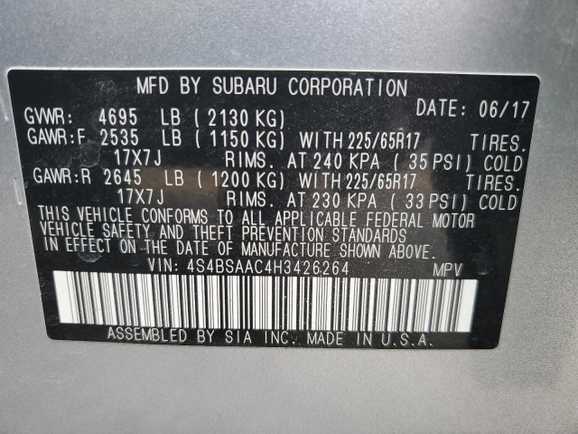 MFD BY SUBARU CORPORATION
GVWR: 4695 LB (2130 KG) DATE: 06/17
GAWR:F 2535 LB (1150 KG) WITH 225/65R17 TIRES.
17X7J RIMS. AT 240 KPA (35 PSI) COLD
GAWR:R 2645 LB (1200 KG) WITH 225/65R17 TIRES.
17X7J RIMS. AT 230 KPA (33 PSI) COLD
THIS VEHICLE CONFORMS TO ALL APPLICABLE FEDERAL MOTOR
VEHICLE SAFETY AND THEFT PREVENTION STANDARDS
IN EFFECT ON THE DATE OF MANUFACTURE SHOWN ABOVE.
VIN: 4S4BSAAC4H3426264 MPV
ASSEMBLED BY SIA INC. MADE IN U.S.A.